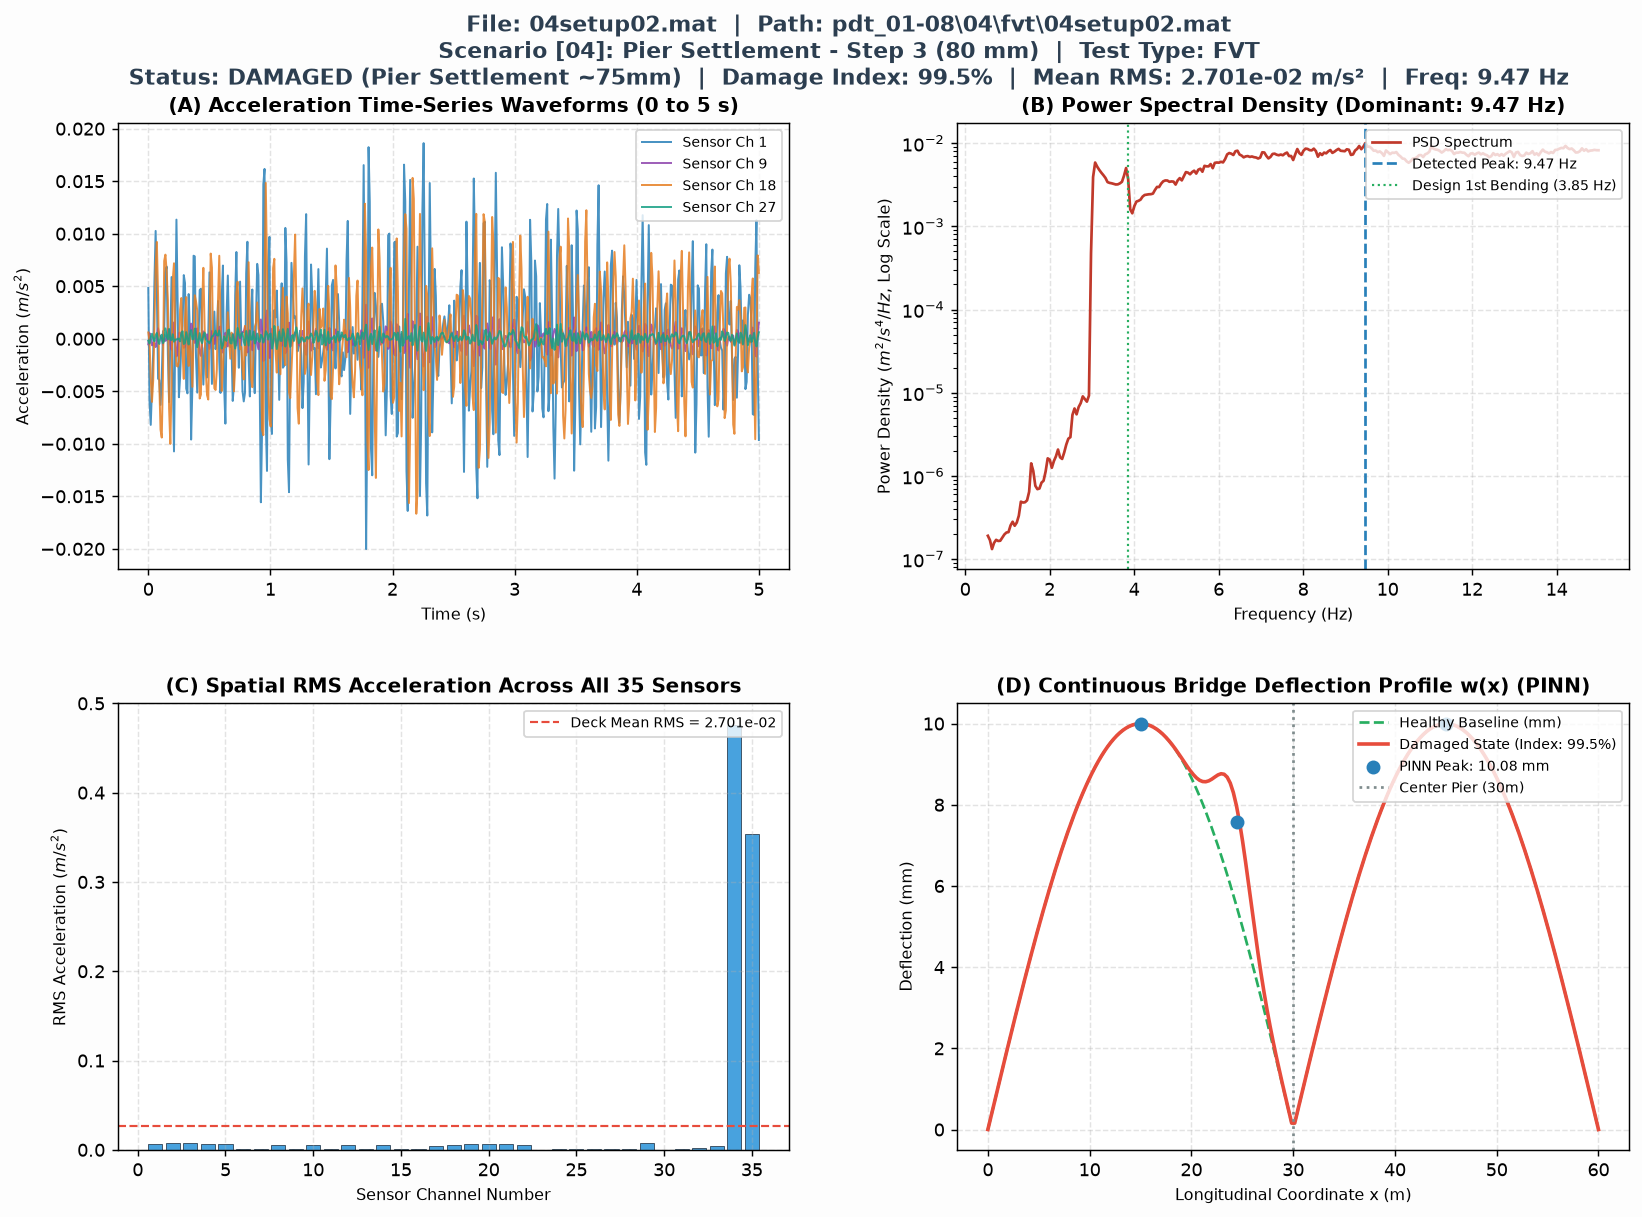 File: 04setup02.mat | Path: pdt_01-08\04\fvt\04setup02.mat
Scenario [04]: Pier Settlement - Step 3 (80 mm) | Test Type: FVT
Status: DAMAGED (Pier Settlement ~75mm) | Damage Index: 99.5% | Mean RMS: 2.701e-02 m/s² | Freq: 9.47 Hz
(A) Acceleration Time-Series Waveforms (0 to 5 s)
Acceleration (m/s²)
0.020
0.015
0.010
0.005
0.000
−0.005
−0.010
−0.015
−0.020
Sensor Ch 1
Sensor Ch 9
Sensor Ch 18
Sensor Ch 27
0 1 2 3 4 5
Time (s)
(B) Power Spectral Density (Dominant: 9.47 Hz)
Power Density (m²/s⁴/Hz, Log Scale)
10⁻²
10⁻³
10⁻⁴
10⁻⁵
10⁻⁶
10⁻⁷
PSD Spectrum
Detected Peak: 9.47 Hz
Design 1st Bending (3.85 Hz)
0 2 4 6 8 10 12 14
Frequency (Hz)
(C) Spatial RMS Acceleration Across All 35 Sensors
RMS Acceleration (m/s²)
0.5
0.4
0.3
0.2
0.1
0.0
Deck Mean RMS = 2.701e-02
0 5 10 15 20 25 30 35
Sensor Channel Number
(D) Continuous Bridge Deflection Profile w(x) (PINN)
Deflection (mm)
10
8
6
4
2
0
Healthy Baseline (mm)
Damaged State (Index: 99.5%)
PINN Peak: 10.08 mm
Center Pier (30m)
0 10 20 30 40 50 60
Longitudinal Coordinate x (m)